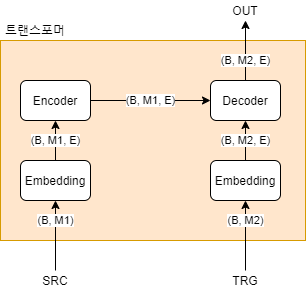 OUT
트랜스포머
(B, M2, E)
Encoder
(B, M1, E)
Decoder
(B, M1, E)
(B, M2, E)
Embedding
Embedding
(B, M1)
(B, M2)
SRC
TRG